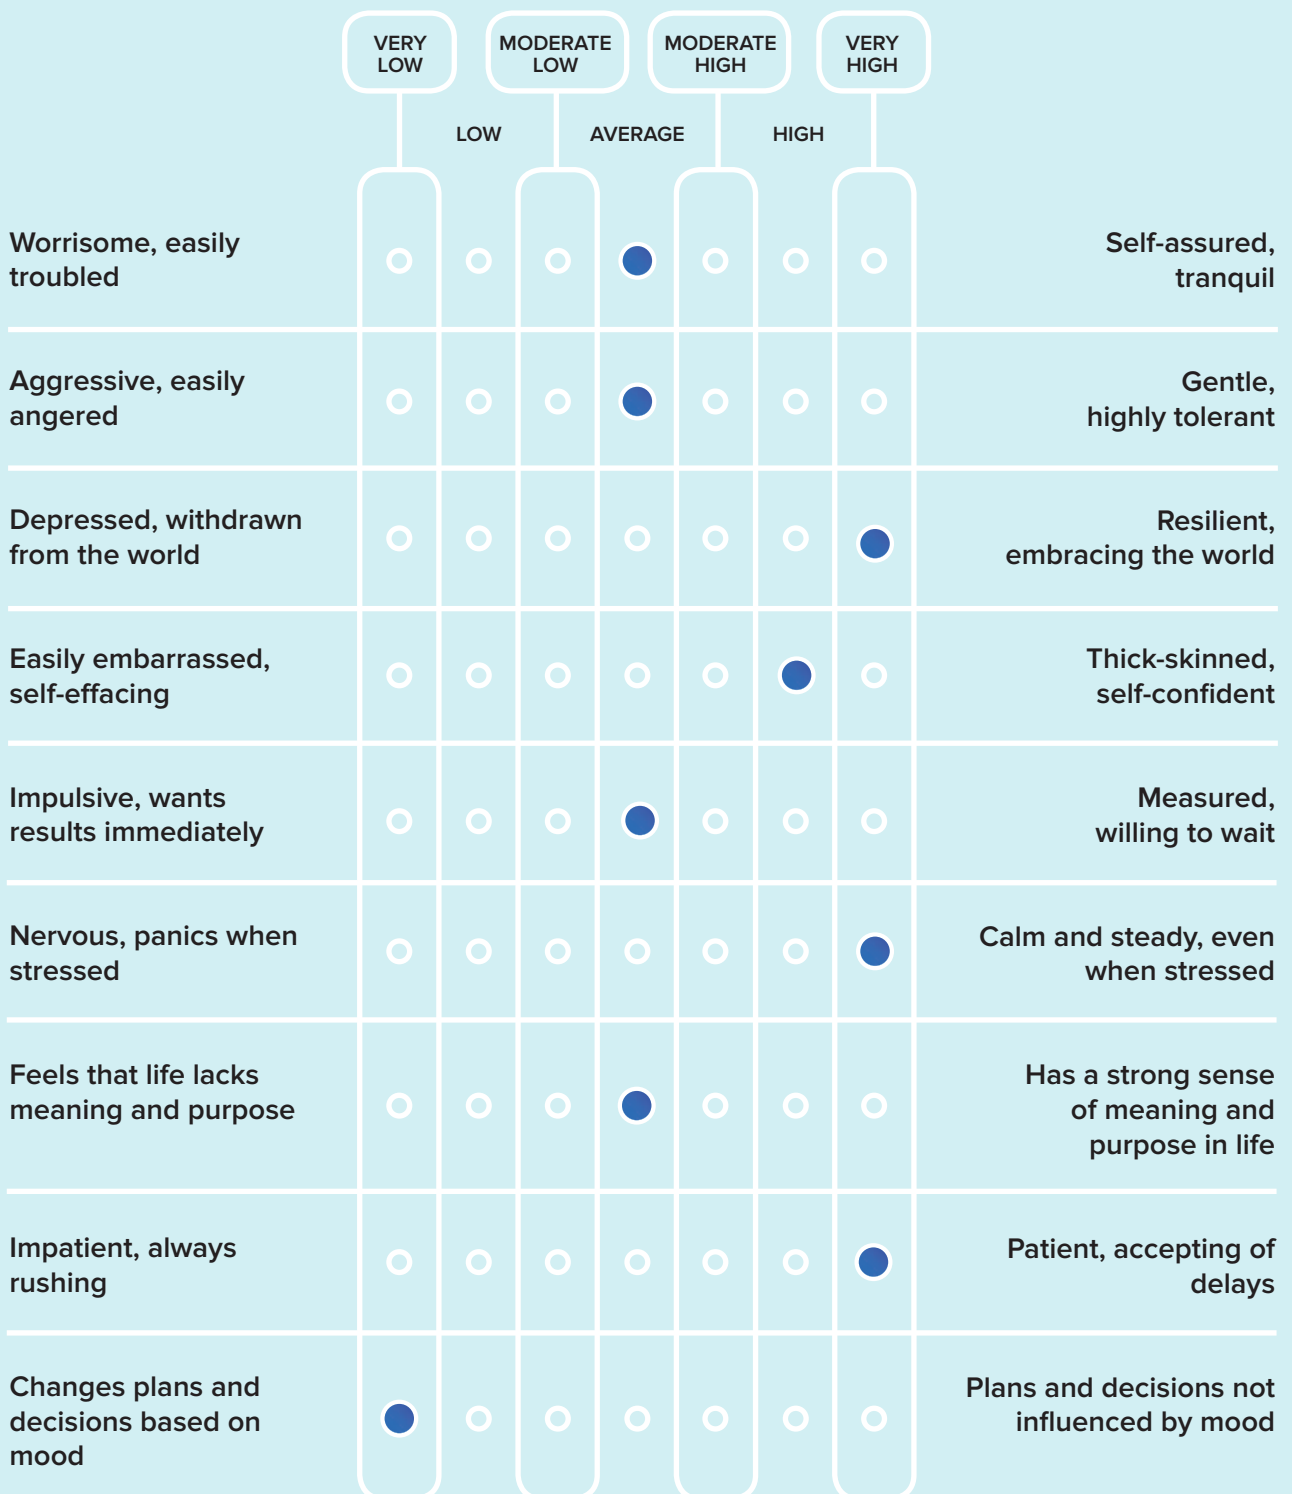 VERY
LOW
MODERATE
LOW
MODERATE
HIGH
VERY
HIGH
LOW
AVERAGE
HIGH
Worrisome, easily
troubled
Self-assured,
tranquil
Aggressive, easily
angered
Gentle,
highly tolerant
Depressed, withdrawn
from the world
Resilient,
embracing the world
Easily embarrassed,
self-effacing
Thick-skinned,
self-confident
Impulsive, wants
results immediately
Measured,
willing to wait
Nervous, panics when
stressed
Calm and steady, even
when stressed
Feels that life lacks
meaning and purpose
Has a strong sense
of meaning and
purpose in life
Impatient, always
rushing
Patient, accepting of
delays
Changes plans and
decisions based on
mood
Plans and decisions not
influenced by mood